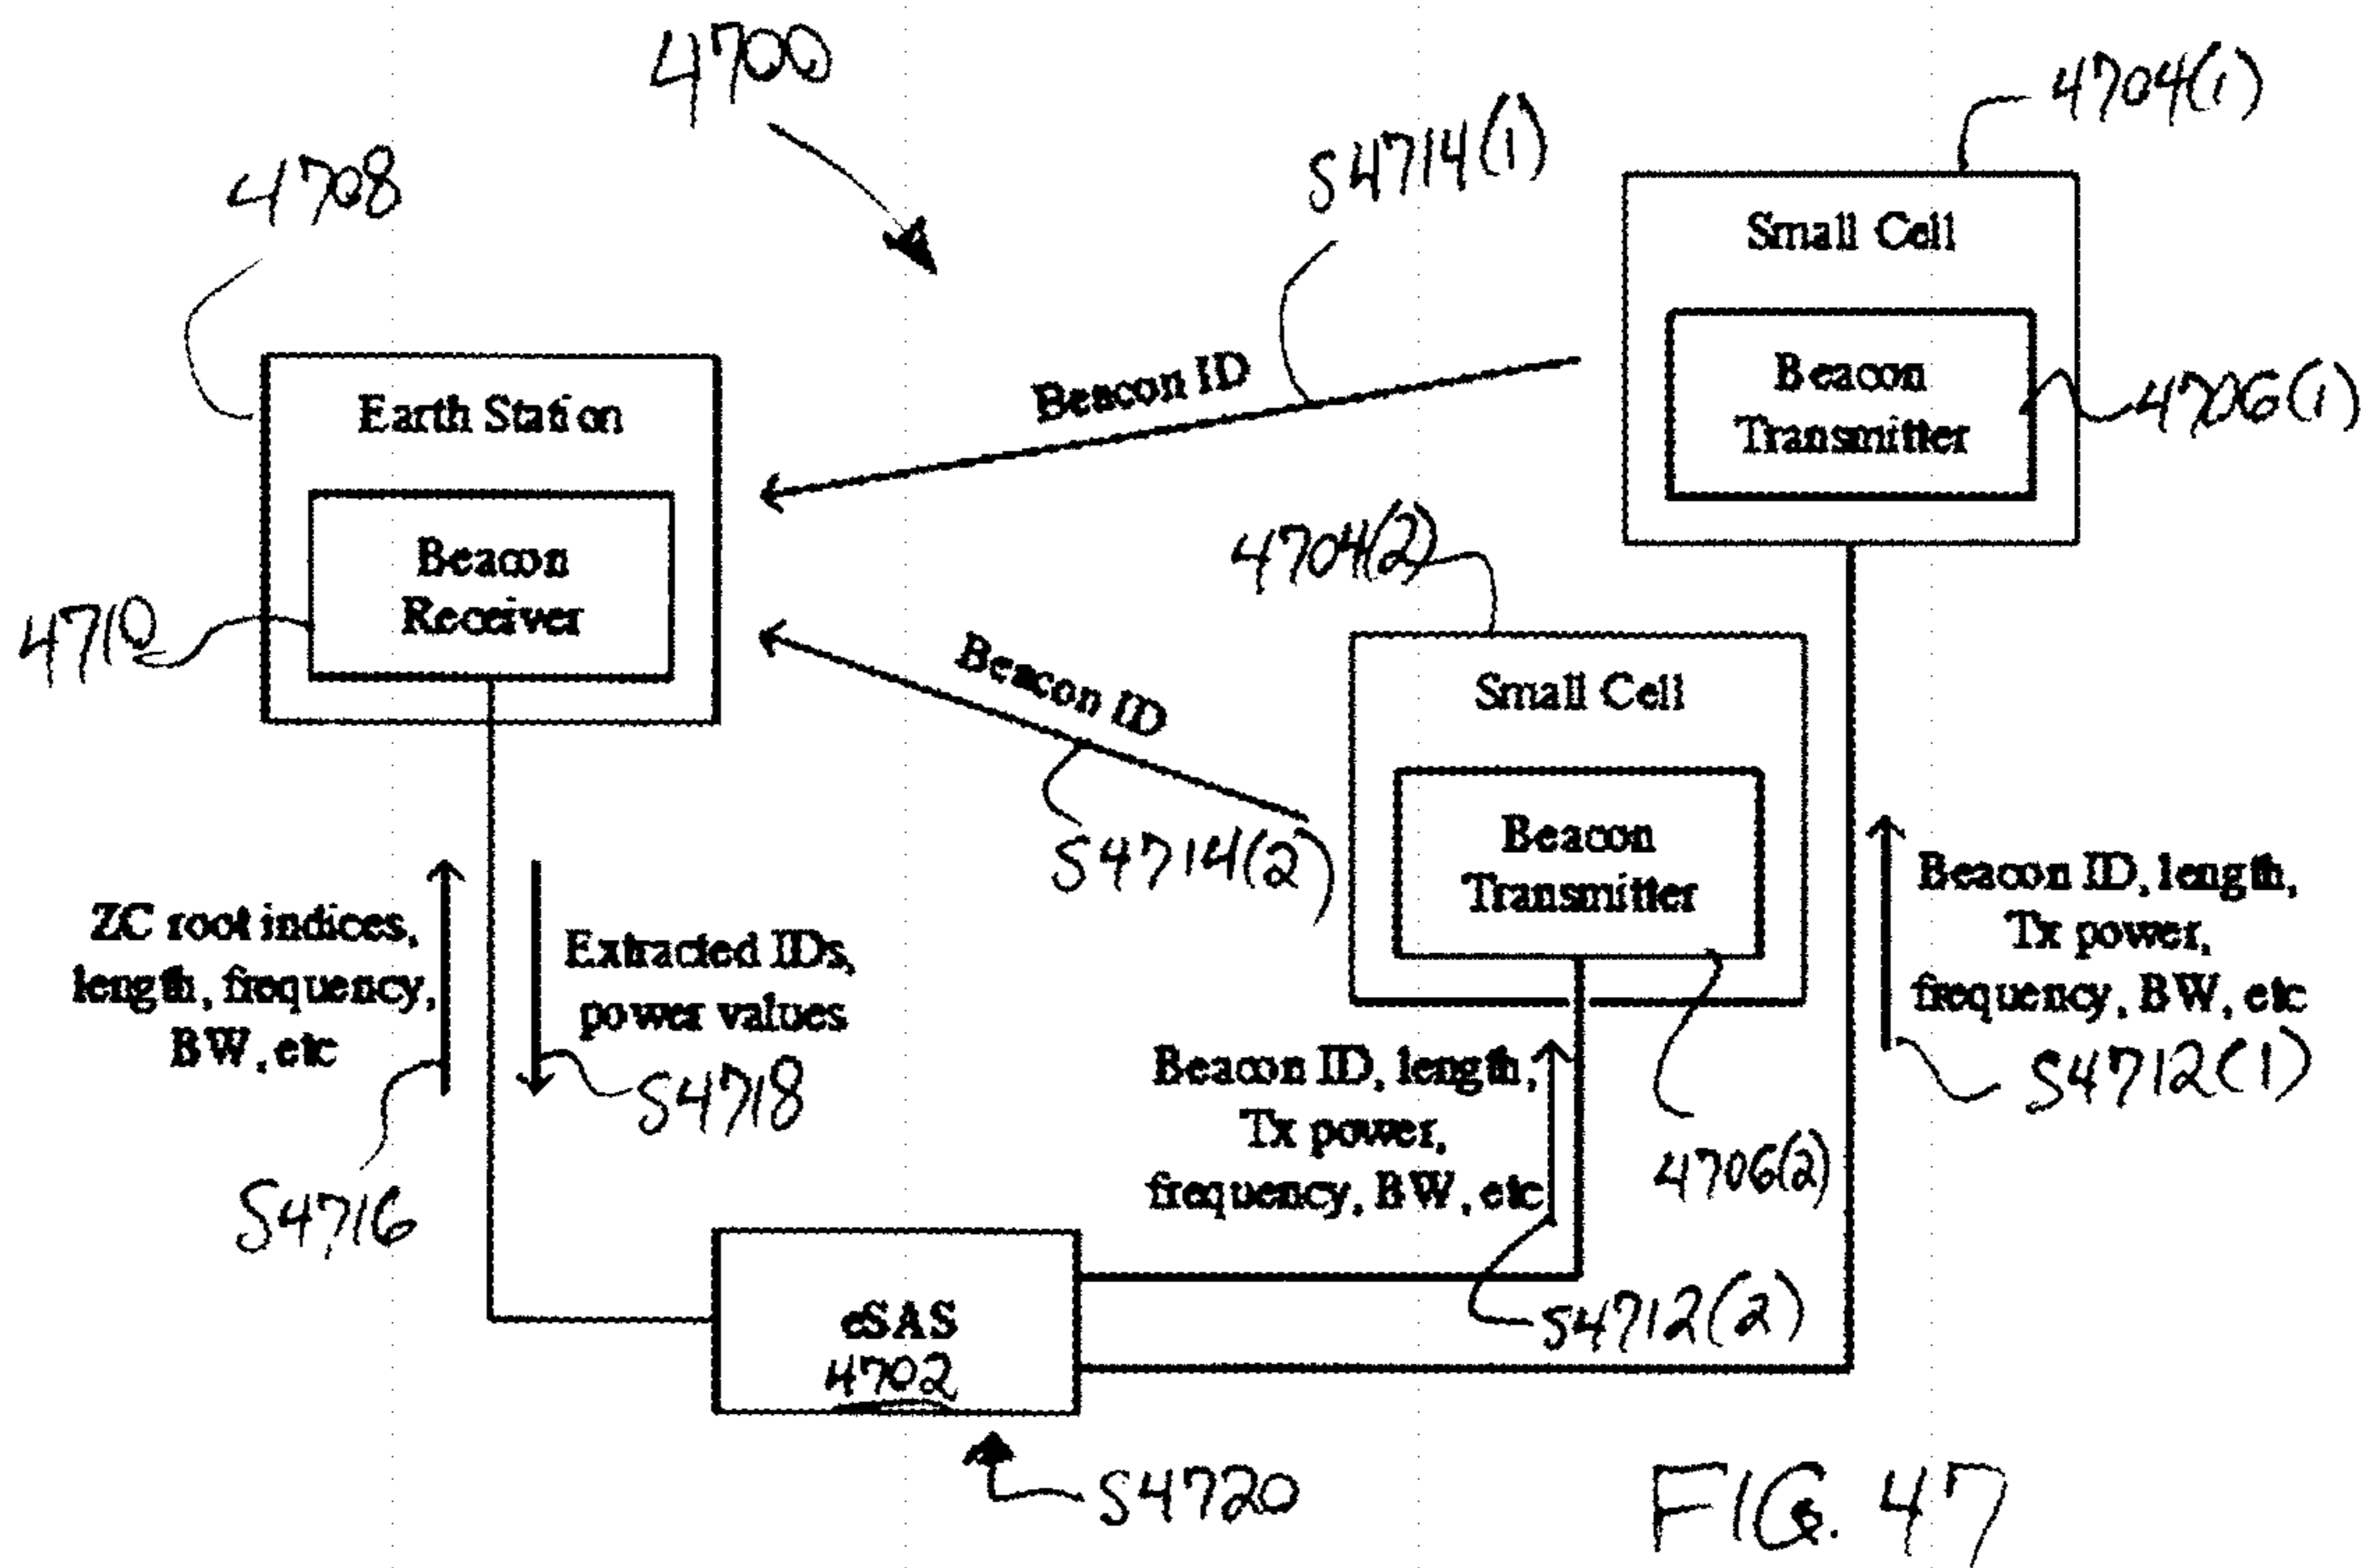 4700
4704(1)
S4714(1)
4708
Small Cell
Beacon
Transmitter
4706(1)
Beacon ID
Earth Station
Beacon
Receiver
4710
4704(2)
Beacon ID
Small Cell
Beacon
Transmitter
S4714(2)
Beacon ID, length,
Tx power,
frequency, BW, etc
S4712(1)
ZC root indices,
length, frequency,
BW, etc
S4716
Extracted IDs,
power values
S4718
Beacon ID, length,
Tx power,
frequency, BW, etc
4706(2)
S4712(2)
eSAS
4702
S4720
FIG. 47